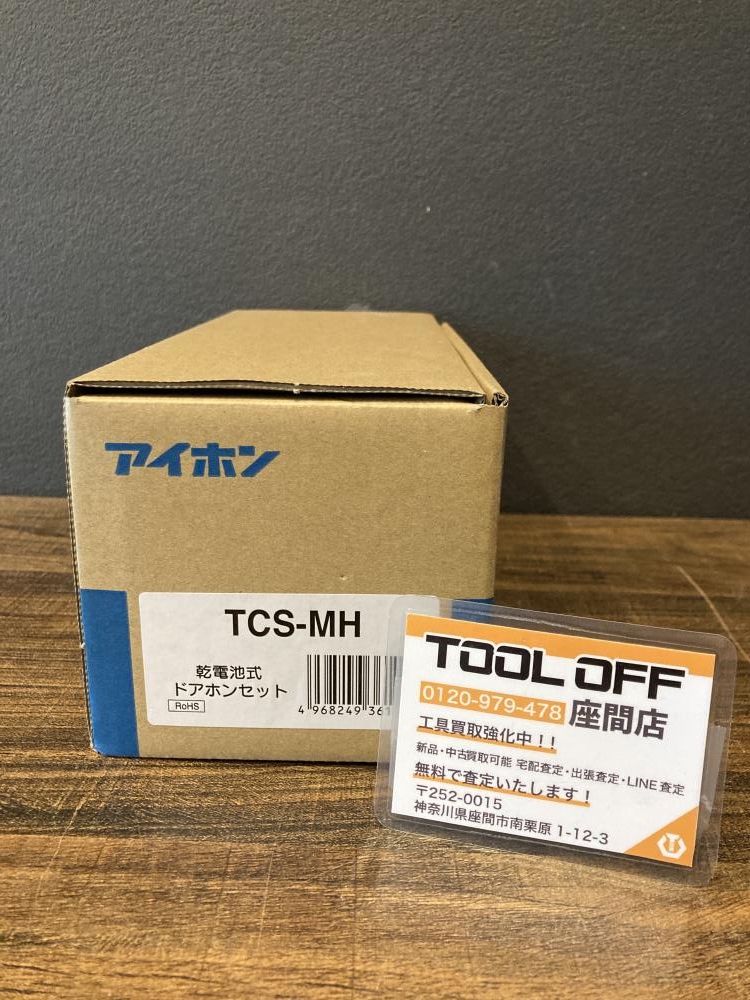 アイホン
TCS-MH
乾電池式
ドアホンセット
RoHS
4 968249 361
TOOL OFF
0120-979-478 座間店
工具買取強化中！！
新品・中古買取可能 宅配査定・出張査定・LINE査定
無料で査定いたします！
〒252-0015
神奈川県座間市南栗原 1-12-3